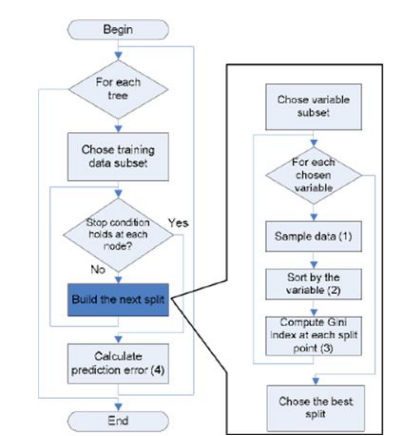 Begin
For each
tree
Chose training
data subset
Stop condition
holds at each
node?
Yes
No
Build the next split
Calculate
prediction error (4)
End
Chose variable
subset
For each
chosen
variable
Sample data (1)
Sort by the
variable (2)
Compute Gini
Index at each split
point (3)
Chose the best
split